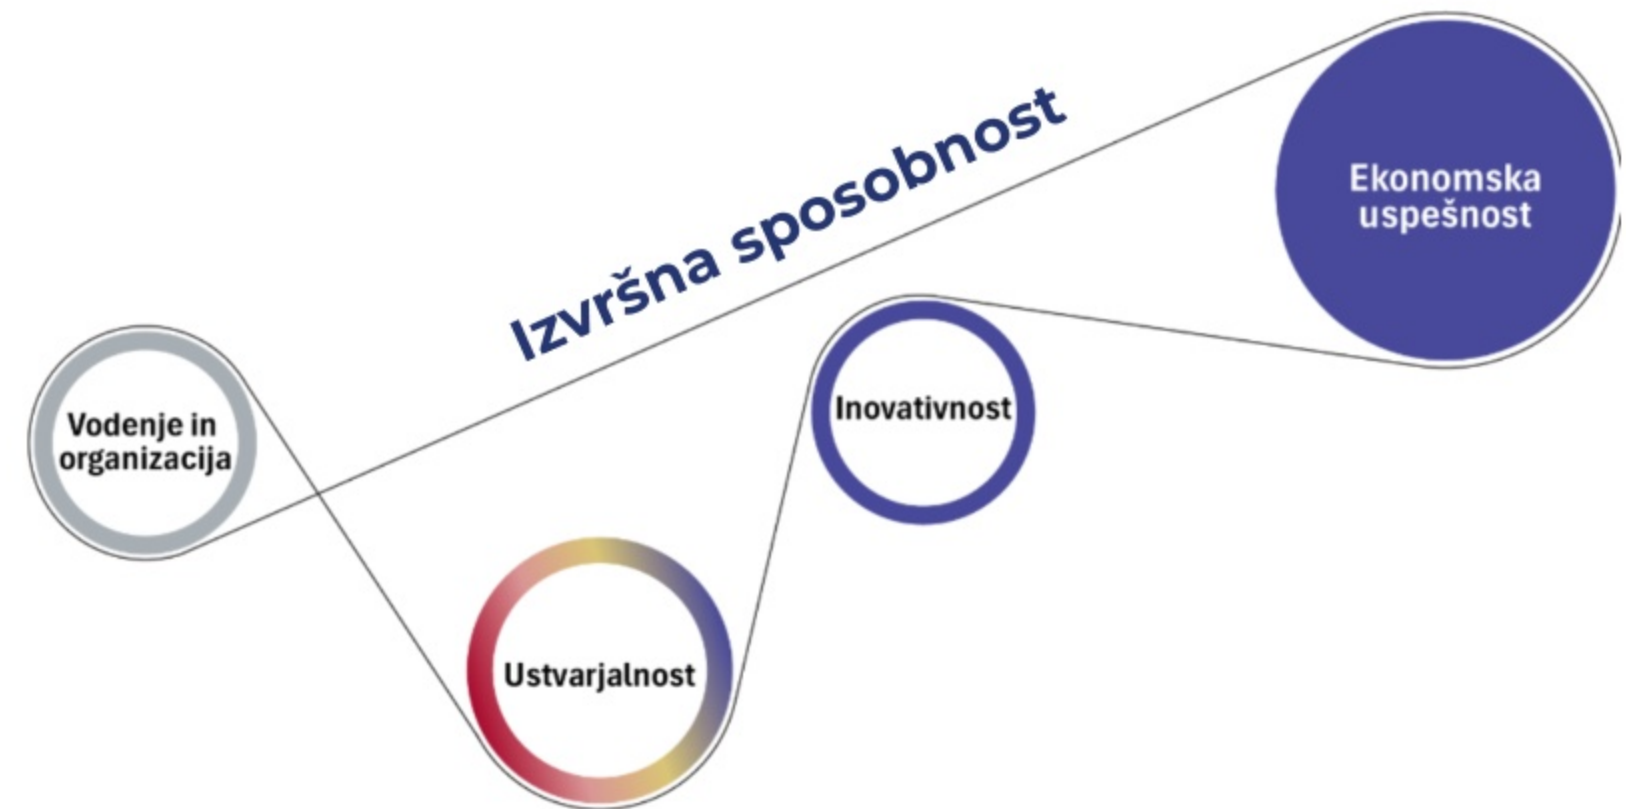 Izvršna sposobnost
Ekonomska
uspešnost
Vodenje in
organizacija
Inovativnost
Ustvarjalnost